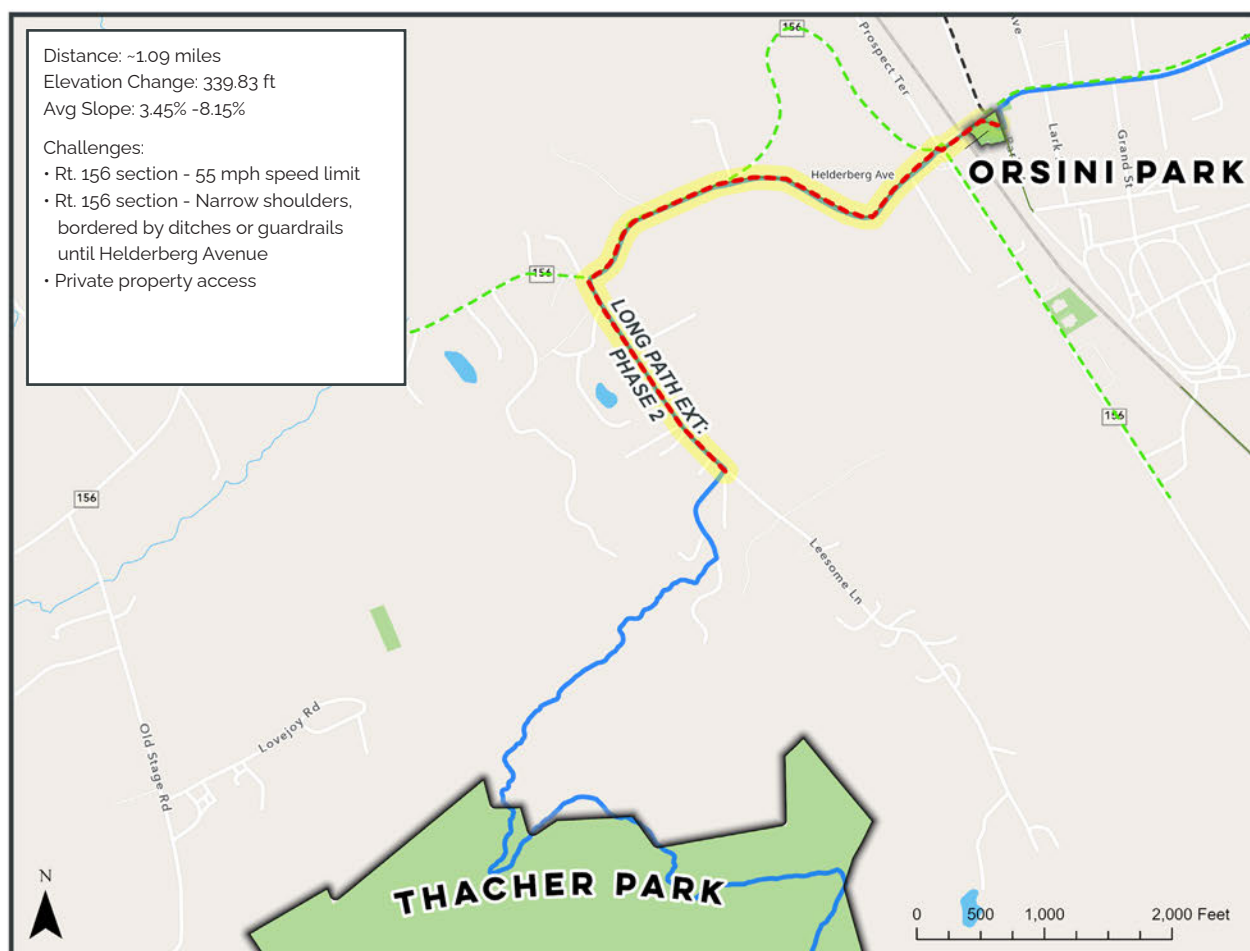 Distance: ~1.09 miles
Elevation Change: 339.83 ft
Avg Slope: 3.45% -8.15%
Challenges:
• Rt. 156 section - 55 mph speed limit
• Rt. 156 section - Narrow shoulders,
bordered by ditches or guardrails
until Helderberg Avenue
• Private property access
156
Prospect Ter
Ave
Lark
Grand St
Helderberg Ave
ORSINI PARK
156
LONG PATH EXT:
PHASE 2
156
156
Leesome Ln
Lovejoy Rd
Old Stage Rd
THACHER PARK
N
0 500 1,000 2,000 Feet